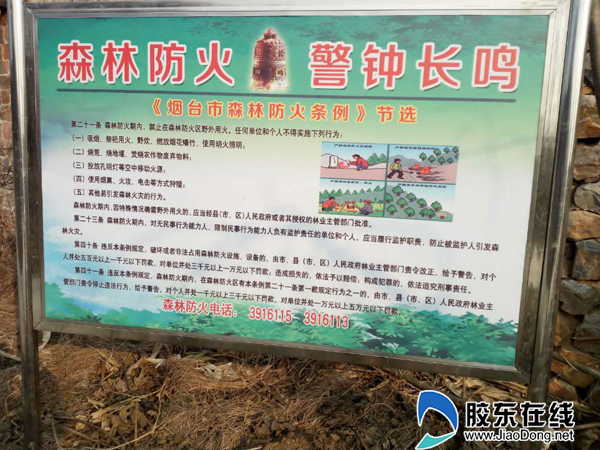 森林防火 警钟长鸣
《烟台市森林防火条例》节选
第二十一条 森林防火期内，禁止在森林防火区野外用火。任何单位和个人不得实施下列行为：
（一）吸烟、祭祀用火、野炊、燃放烟花爆竹、使用明火照明；
（二）烧荒、烧地堰、焚烧农作物废弃物料；
（三）投放孔明灯等空中移动火源；
（四）使用烟熏、火攻、电击等方式狩猎；
（五）其他易引发森林火灾的行为。
森林防火期内，因特殊情况确需野外用火的，应当经县（市、区）人民政府或者其授权的林业主管部门批准。
第二十三条 森林防火期内，对无民事行为能力人、限制民事行为能力人负有监护责任的单位和个人，应当履行监护职责，防止被监护人引发森
林火灾。
第四十条 违反本条例规定，破坏或者非法占用森林防火设施、设备的，由市、县（市、区）人民政府林业主管部门责令改正，给予警告，对个
人并处五百元以上二千元以下罚款，对单位并处三千元以上一万元以下罚款，造成损失的，依法予以赔偿；构成犯罪的，依法追究刑事责任。
第四十一条 违反本条例规定，森林防火期内，在森林防火区有本条例第二十一条第一款规定行为之一的，由市、县（市、区）人民政府林业主
管部门责令停止违法行为，给予警告，对个人并处一千元以上三千元以下罚款，对单位并处一万元以上五万元以下罚款。
森林防火电话： 3916115 3916113
胶东在线
www.JiaoDong.net